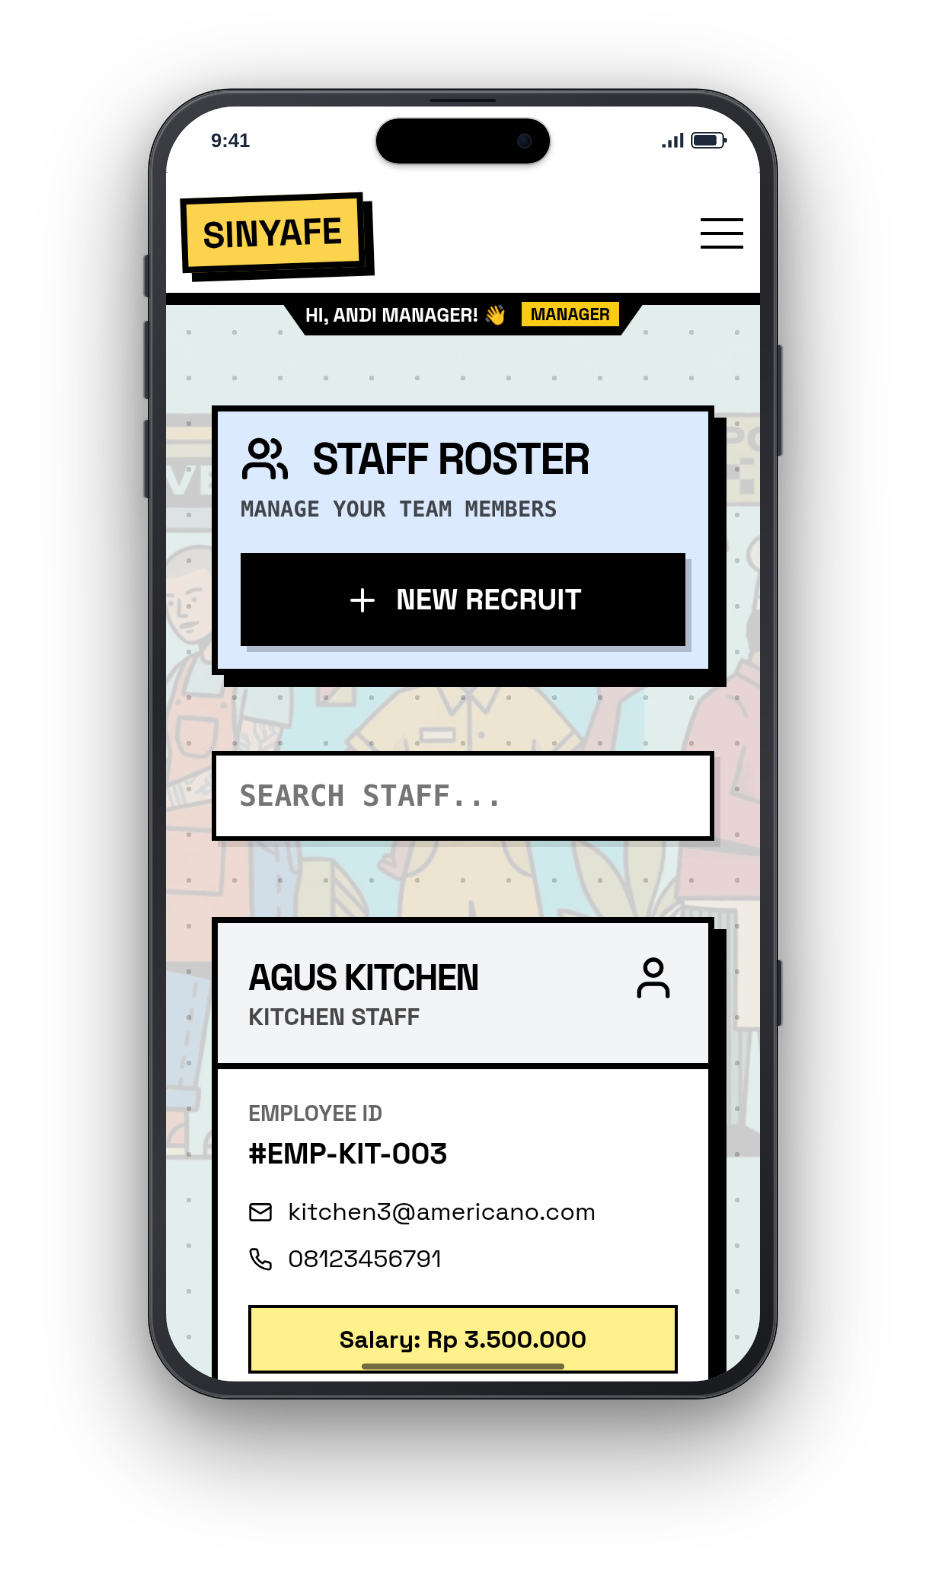 9:41
SINYAFE
HI, ANDI MANAGER! 👋 MANAGER
STAFF ROSTER
MANAGE YOUR TEAM MEMBERS
+ NEW RECRUIT
SEARCH STAFF...
AGUS KITCHEN
KITCHEN STAFF
EMPLOYEE ID
#EMP-KIT-003
kitchen3@americano.com
08123456791
Salary: Rp 3.500.000